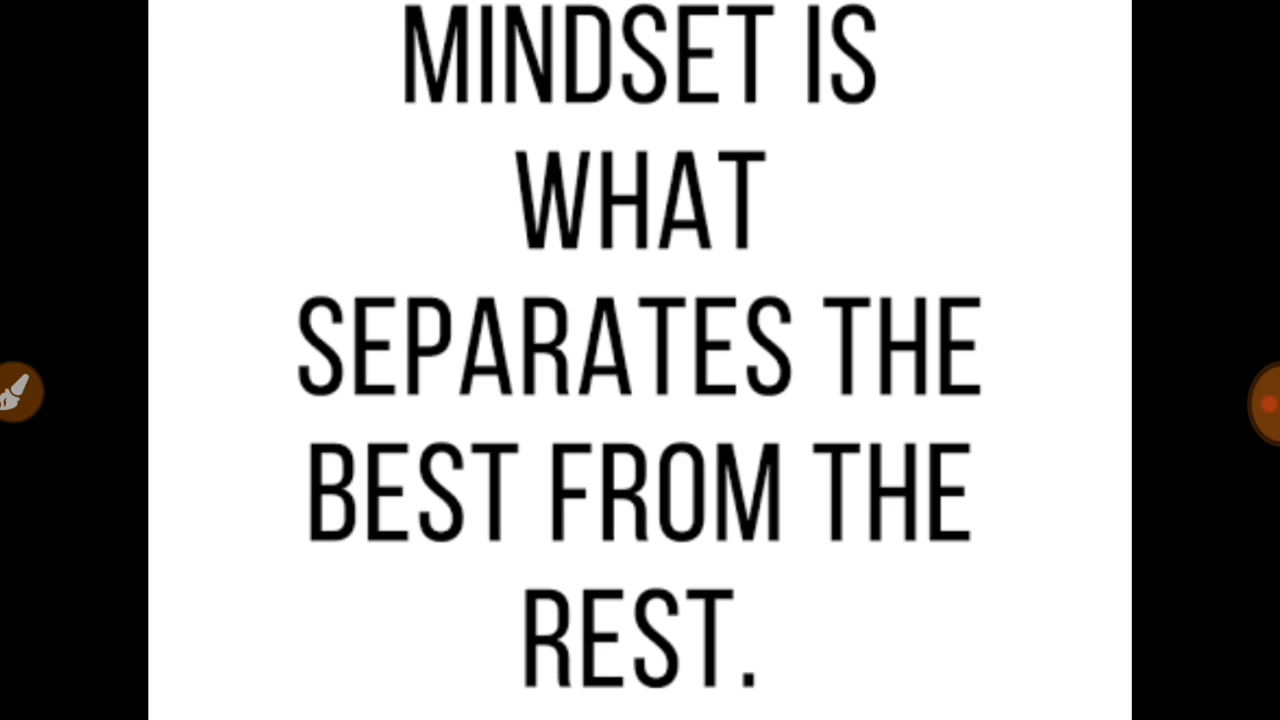 MINDSET IS
WHAT
SEPARATES THE
BEST FROM THE
REST.